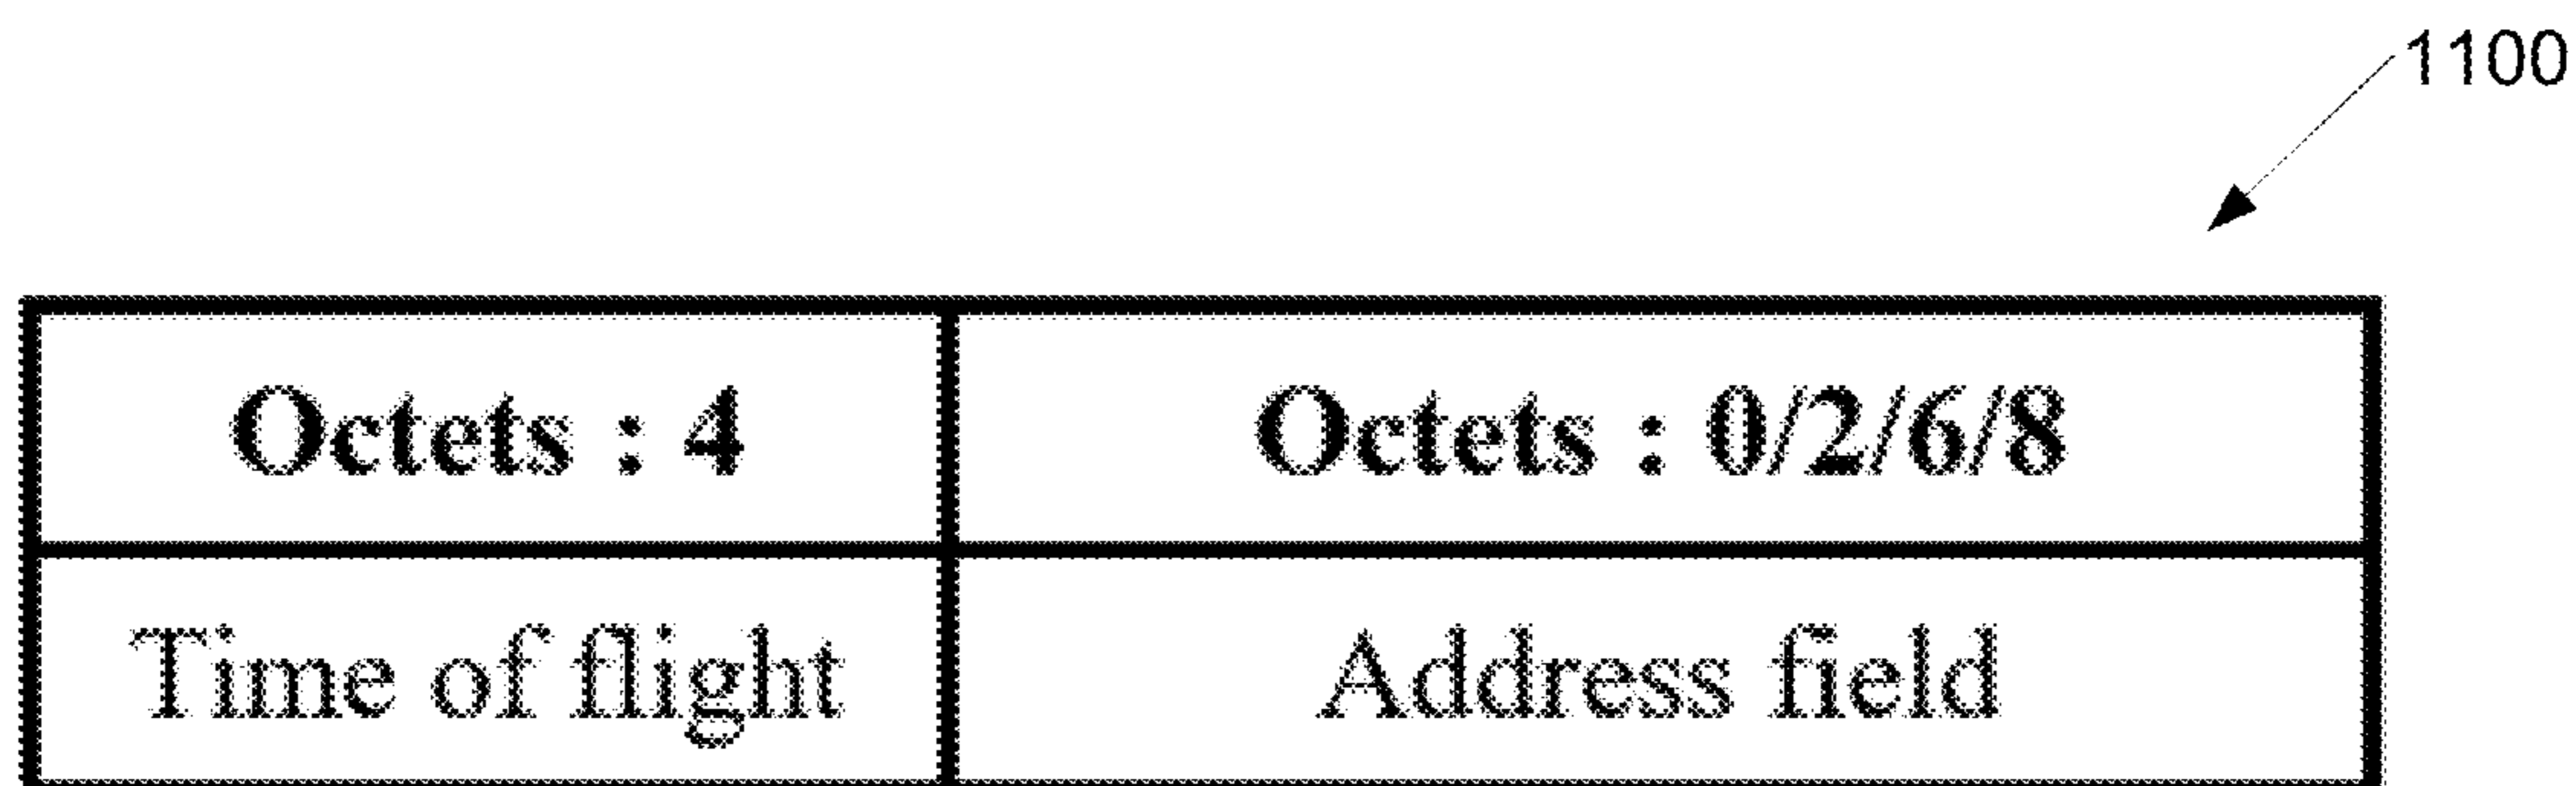 1100
Octets : 4 Octets : 0/2/6/8
Time of flight Address field